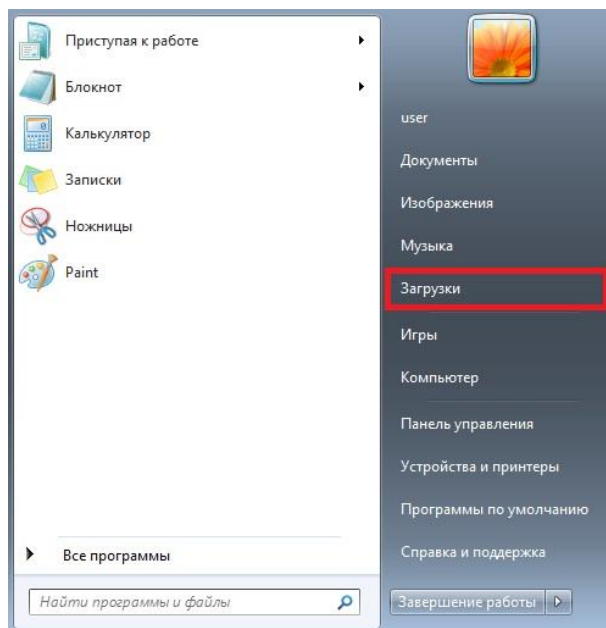 Приступая к работе
Блокнот
Калькулятор
Записки
Ножницы
Paint
Все программы
Найти программы и файлы
user
Документы
Изображения
Музыка
Загрузки
Игры
Компьютер
Панель управления
Устройства и принтеры
Программы по умолчанию
Справка и поддержка
Завершение работы